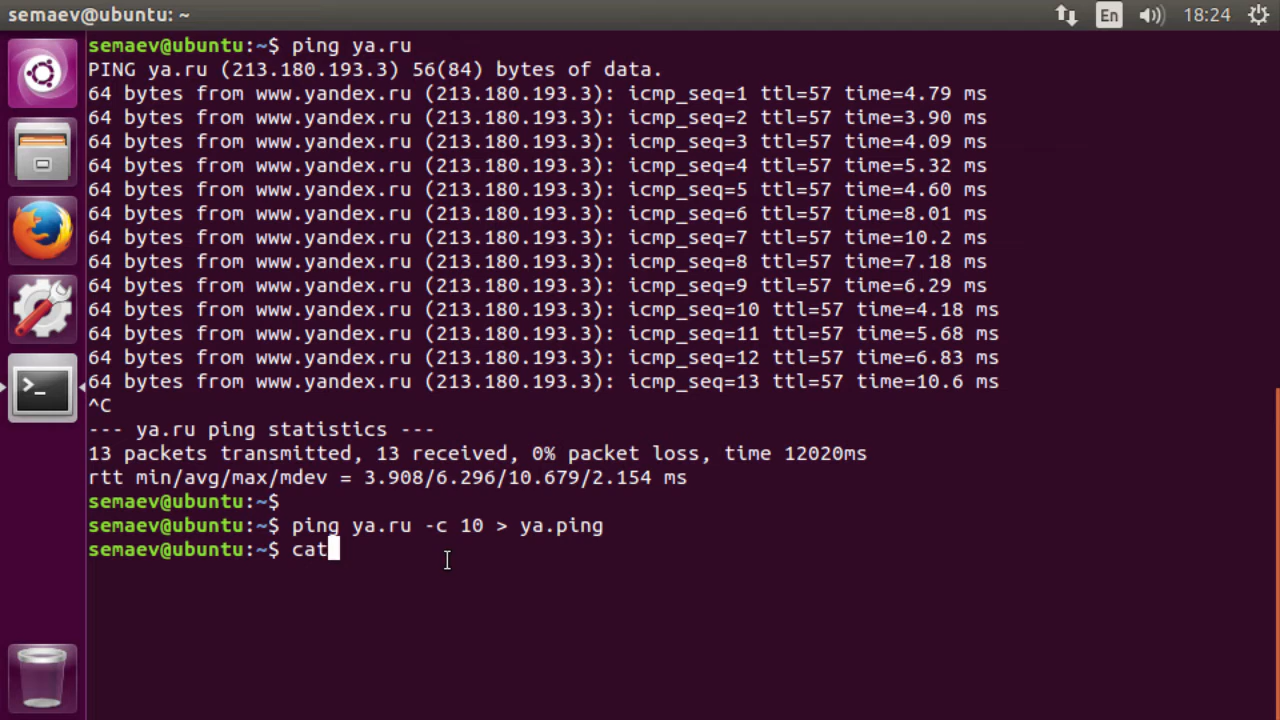 semaev@ubuntu: ~
En
18:24
semaev@ubuntu:~$ ping ya.ru
PING ya.ru (213.180.193.3) 56(84) bytes of data.
64 bytes from www.yandex.ru (213.180.193.3): icmp_seq=1 ttl=57 time=4.79 ms
64 bytes from www.yandex.ru (213.180.193.3): icmp_seq=2 ttl=57 time=3.90 ms
64 bytes from www.yandex.ru (213.180.193.3): icmp_seq=3 ttl=57 time=4.09 ms
64 bytes from www.yandex.ru (213.180.193.3): icmp_seq=4 ttl=57 time=5.32 ms
64 bytes from www.yandex.ru (213.180.193.3): icmp_seq=5 ttl=57 time=4.60 ms
64 bytes from www.yandex.ru (213.180.193.3): icmp_seq=6 ttl=57 time=8.01 ms
64 bytes from www.yandex.ru (213.180.193.3): icmp_seq=7 ttl=57 time=10.2 ms
64 bytes from www.yandex.ru (213.180.193.3): icmp_seq=8 ttl=57 time=7.18 ms
64 bytes from www.yandex.ru (213.180.193.3): icmp_seq=9 ttl=57 time=6.29 ms
64 bytes from www.yandex.ru (213.180.193.3): icmp_seq=10 ttl=57 time=4.18 ms
64 bytes from www.yandex.ru (213.180.193.3): icmp_seq=11 ttl=57 time=5.68 ms
64 bytes from www.yandex.ru (213.180.193.3): icmp_seq=12 ttl=57 time=6.83 ms
64 bytes from www.yandex.ru (213.180.193.3): icmp_seq=13 ttl=57 time=10.6 ms
^C
--- ya.ru ping statistics ---
13 packets transmitted, 13 received, 0% packet loss, time 12020ms
rtt min/avg/max/mdev = 3.908/6.296/10.679/2.154 ms
semaev@ubuntu:~$
semaev@ubuntu:~$ ping ya.ru -c 10 > ya.ping
semaev@ubuntu:~$ cat